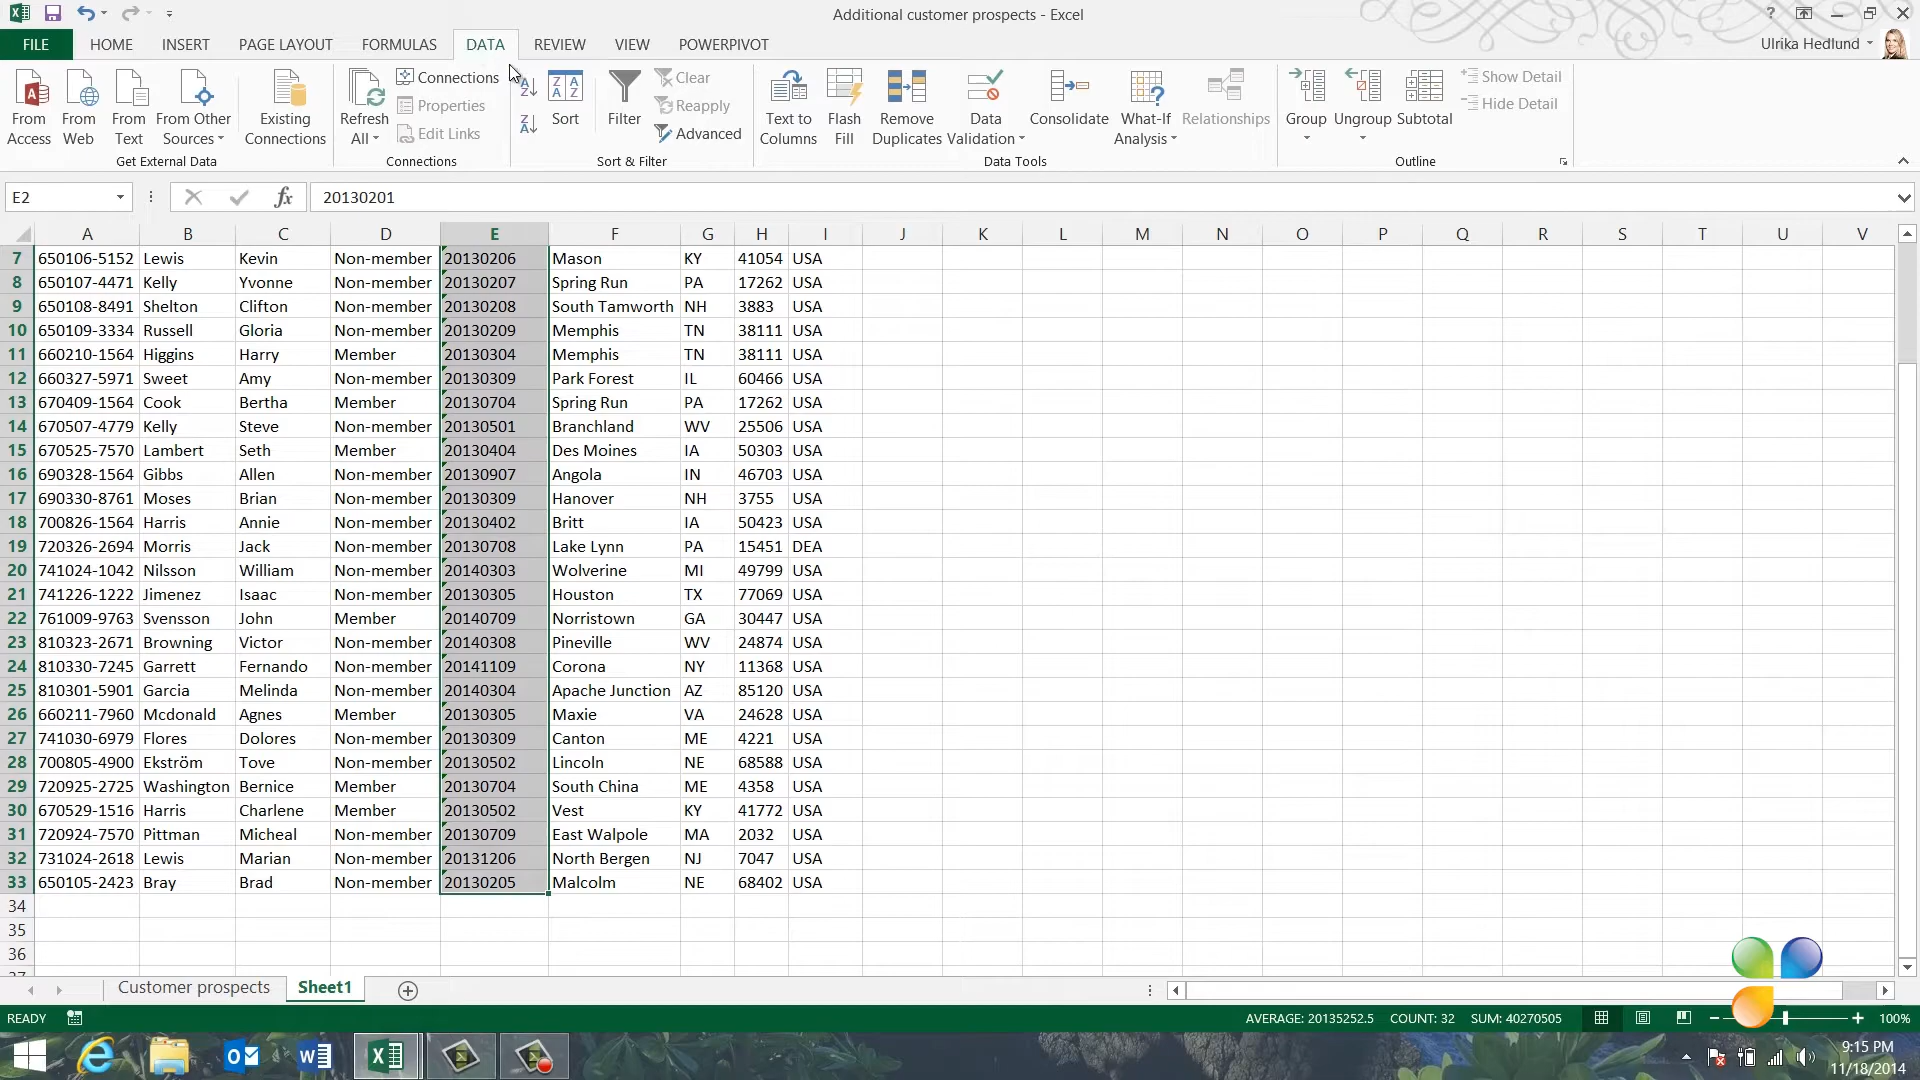 Additional customer prospects - Excel
?
FILE HOME INSERT PAGE LAYOUT FORMULAS DATA REVIEW VIEW POWERPIVOT Ulrika Hedlund
From Access From Web From Text From Other Sources Existing Connections
Get External Data
Refresh All Connections Properties Edit Links
Connections
Sort Filter Clear Reapply Advanced
Sort & Filter
Text to Columns Flash Fill Remove Duplicates Data Validation Consolidate What-If Analysis Relationships
Data Tools
Group Ungroup Subtotal Show Detail Hide Detail
Outline
E2 fx 20130201
A B C D E F G H I J K L M N O P Q R S T U V
7 650106-5152 Lewis Kevin Non-member 20130206 Mason KY 41054 USA
8 650107-4471 Kelly Yvonne Non-member 20130207 Spring Run PA 17262 USA
9 650108-8491 Shelton Clifton Non-member 20130208 South Tamworth NH 3883 USA
10 650109-3334 Russell Gloria Non-member 20130209 Memphis TN 38111 USA
11 660210-1564 Higgins Harry Member 20130304 Memphis TN 38111 USA
12 660327-5971 Sweet Amy Non-member 20130309 Park Forest IL 60466 USA
13 670409-1564 Cook Bertha Member 20130704 Spring Run PA 17262 USA
14 670507-4779 Kelly Steve Non-member 20130501 Branchland WV 25506 USA
15 670525-7570 Lambert Seth Member 20130404 Des Moines IA 50303 USA
16 690328-1564 Gibbs Allen Non-member 20130907 Angola IN 46703 USA
17 690330-8761 Moses Brian Non-member 20130309 Hanover NH 3755 USA
18 700826-1564 Harris Annie Non-member 20130402 Britt IA 50423 USA
19 720326-2694 Morris Jack Non-member 20130708 Lake Lynn PA 15451 DEA
20 741024-1042 Nilsson William Non-member 20140303 Wolverine MI 49799 USA
21 741226-1222 Jimenez Isaac Non-member 20130305 Houston TX 77069 USA
22 761009-9763 Svensson John Member 20140709 Norristown GA 30447 USA
23 810323-2671 Browning Victor Non-member 20140308 Pineville WV 24874 USA
24 810330-7245 Garrett Fernando Non-member 20141109 Corona NY 11368 USA
25 810301-5901 Garcia Melinda Non-member 20140304 Apache Junction AZ 85120 USA
26 660211-7960 Mcdonald Agnes Member 20130305 Maxie VA 24628 USA
27 741030-6979 Flores Dolores Non-member 20130309 Canton ME 4221 USA
28 700805-4900 Ekström Tove Non-member 20130502 Lincoln NE 68588 USA
29 720925-2725 Washington Bernice Member 20130704 South China ME 4358 USA
30 670529-1516 Harris Charlene Member 20130502 Vest KY 41772 USA
31 720924-7570 Pittman Micheal Non-member 20130709 East Walpole MA 2032 USA
32 731024-2618 Lewis Marian Non-member 20131206 North Bergen NJ 7047 USA
33 650105-2423 Bray Brad Non-member 20130205 Malcolm NE 68402 USA
34
35
36
Customer prospects Sheet1
READY AVERAGE: 20135252.5 COUNT: 32 SUM: 40270505 100%
9:15 PM
11/18/2014